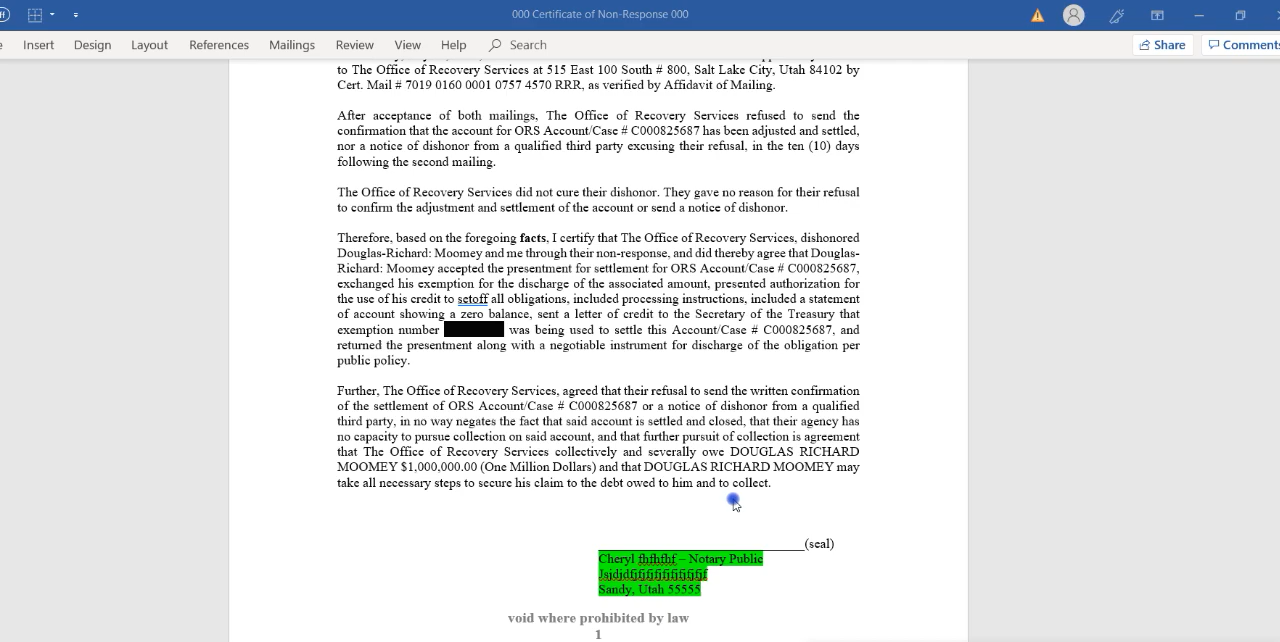 000 Certificate of Non-Response 000
Insert Design Layout References Mailings Review View Help Search Share Comments
to The Office of Recovery Services at 515 East 100 South # 800, Salt Lake City, Utah 84102 by
Cert. Mail # 7019 0160 0001 0757 4570 RRR, as verified by Affidavit of Mailing.
After acceptance of both mailings, The Office of Recovery Services refused to send the
confirmation that the account for ORS Account/Case # C000825687 has been adjusted and settled,
nor a notice of dishonor from a qualified third party excusing their refusal, in the ten (10) days
following the second mailing.
The Office of Recovery Services did not cure their dishonor. They gave no reason for their refusal
to confirm the adjustment and settlement of the account or send a notice of dishonor.
Therefore, based on the foregoing facts, I certify that The Office of Recovery Services, dishonored
Douglas-Richard: Moomey and me through their non-response, and did thereby agree that Douglas-
Richard: Moomey accepted the presentment for settlement for ORS Account/Case # C000825687,
exchanged his exemption for the discharge of the associated amount, presented authorization for
the use of his credit to setoff all obligations, included processing instructions, included a statement
of account showing a zero balance, sent a letter of credit to the Secretary of the Treasury that
exemption number was being used to settle this Account/Case # C000825687, and
returned the presentment along with a negotiable instrument for discharge of the obligation per
public policy.
Further, The Office of Recovery Services, agreed that their refusal to send the written confirmation
of the settlement of ORS Account/Case # C000825687 or a notice of dishonor from a qualified
third party, in no way negates the fact that said account is settled and closed, that their agency has
no capacity to pursue collection on said account, and that further pursuit of collection is agreement
that The Office of Recovery Services collectively and severally owe DOUGLAS RICHARD
MOOMEY $1,000,000.00 (One Million Dollars) and that DOUGLAS RICHARD MOOMEY may
take all necessary steps to secure his claim to the debt owed to him and to collect.
(seal)
Cheryl fhfhfhf – Notary Public
Sandy, Utah 55555
void where prohibited by law
1